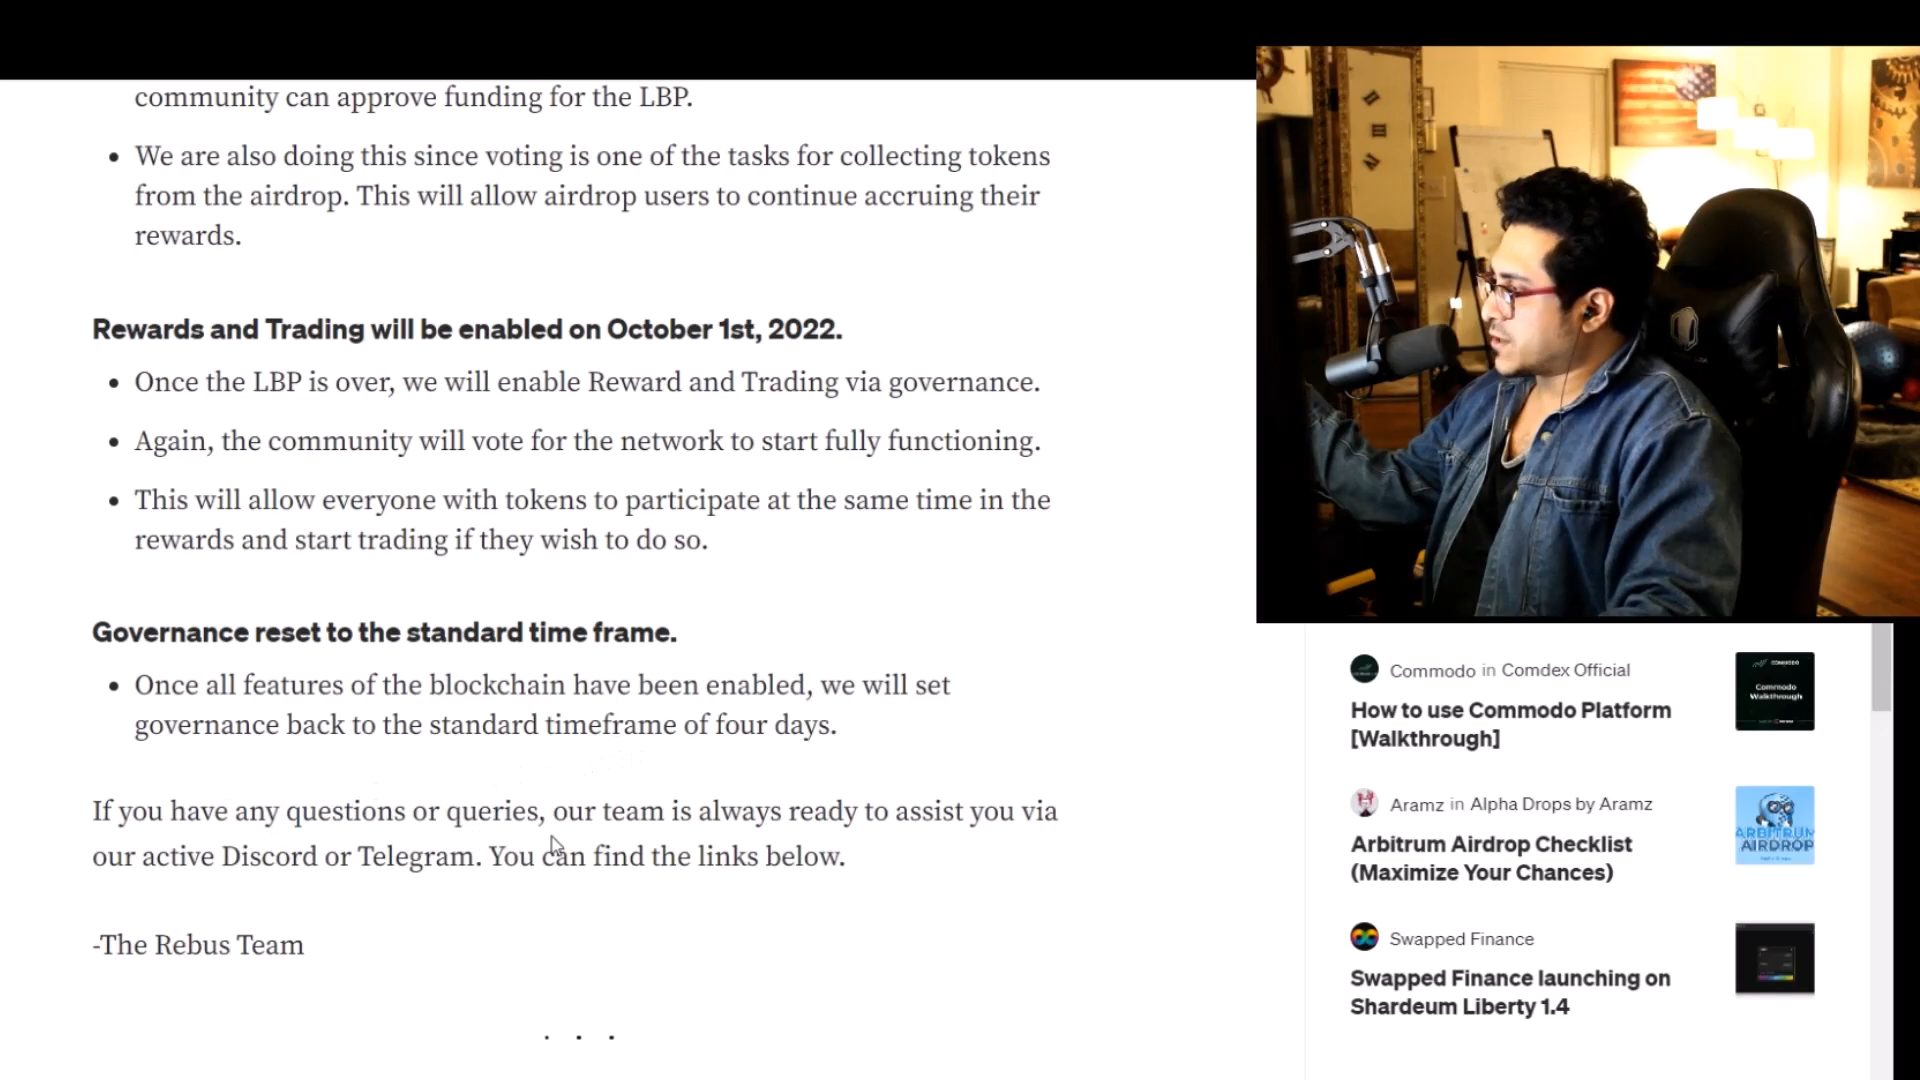 community can approve funding for the LBP.
• We are also doing this since voting is one of the tasks for collecting tokens
from the airdrop. This will allow airdrop users to continue accruing their
rewards.
Rewards and Trading will be enabled on October 1st, 2022.
• Once the LBP is over, we will enable Reward and Trading via governance.
• Again, the community will vote for the network to start fully functioning.
• This will allow everyone with tokens to participate at the same time in the
rewards and start trading if they wish to do so.
Governance reset to the standard time frame.
• Once all features of the blockchain have been enabled, we will set
governance back to the standard timeframe of four days.
If you have any questions or queries, our team is always ready to assist you via
our active Discord or Telegram. You can find the links below.
-The Rebus Team
. . .
Commodo in Comdex Official
How to use Commodo Platform
[Walkthrough]
COMMODO
Commodo
Walkthrough
Aramz in Alpha Drops by Aramz
Arbitrum Airdrop Checklist
(Maximize Your Chances)
ARBITRUM
AIRDROP
Swapped Finance
Swapped Finance launching on
Shardeum Liberty 1.4